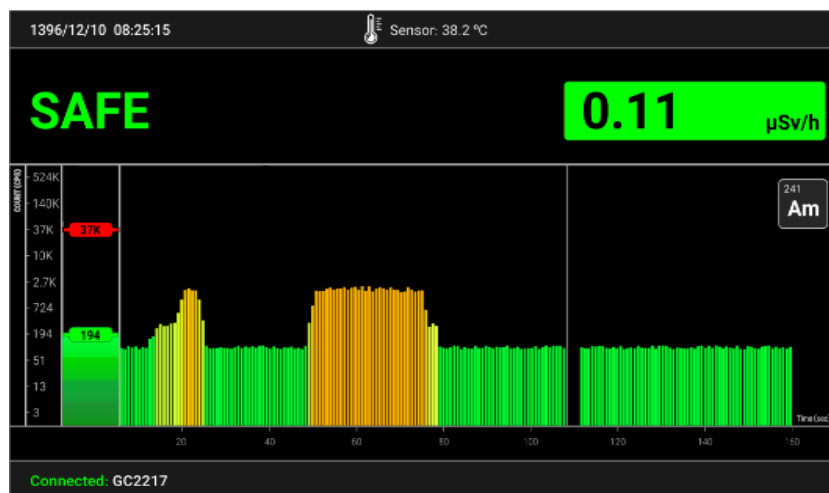 1396/12/10 08:25:15
Sensor: 38.2 ºC
SAFE
0.11
µSv/h
COUNT (CPS)
524K
140K
37K
10K
2.7K
724
194
51
13
3
37K
194
241
Am
Time (sec)
20
40
60
80
100
120
140
160
Connected: GC2217